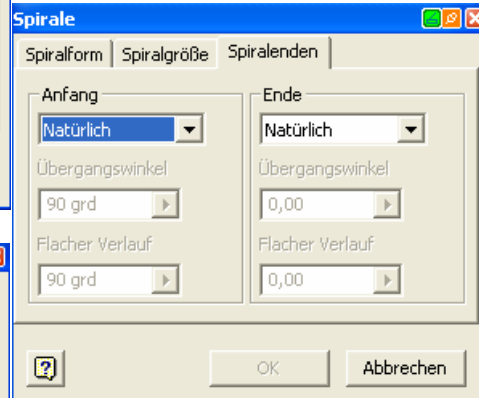 Spirale
Spiralform Spiralgröße Spiralenden
Anfang Ende
Natürlich Natürlich
Übergangswinkel Übergangswinkel
90 grd 0,00
Flacher Verlauf Flacher Verlauf
90 grd 0,00
OK Abbrechen